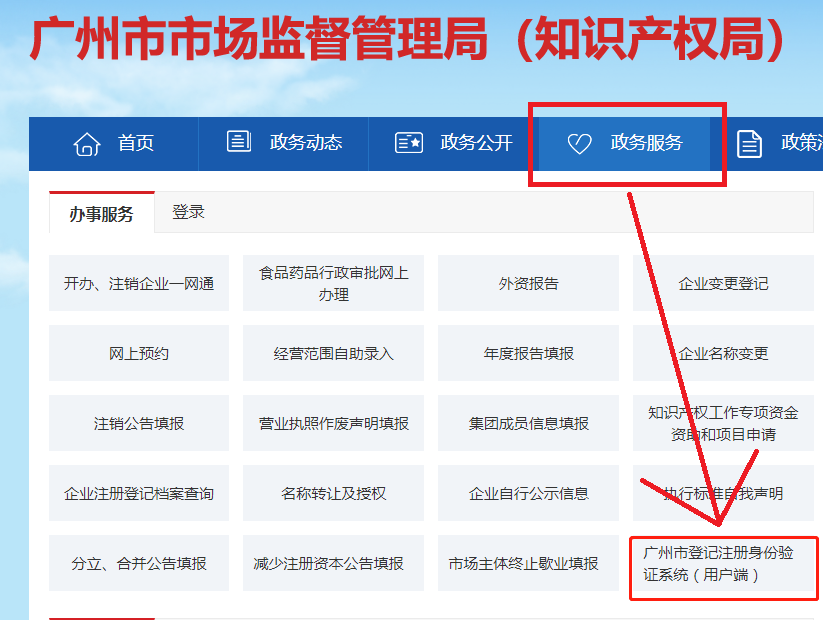 广州市市场监督管理局（知识产权局）
首页 政务动态 政务公开 政务服务 政策
办事服务 登录
开办、注销企业一网通
食品药品行政审批网上
办理
外资报告
企业变更登记
网上预约
经营范围自助录入
年度报告填报
企业名称变更
注销公告填报
营业执照作废声明填报
集团成员信息填报
知识产权工作专项资金
资助和项目申请
企业注册登记档案查询
名称转让及授权
企业自行公示信息
执行标准自我声明
分立、合并公告填报
减少注册资本公告填报
市场主体终止歇业填报
广州市登记注册身份验
证系统（用户端）